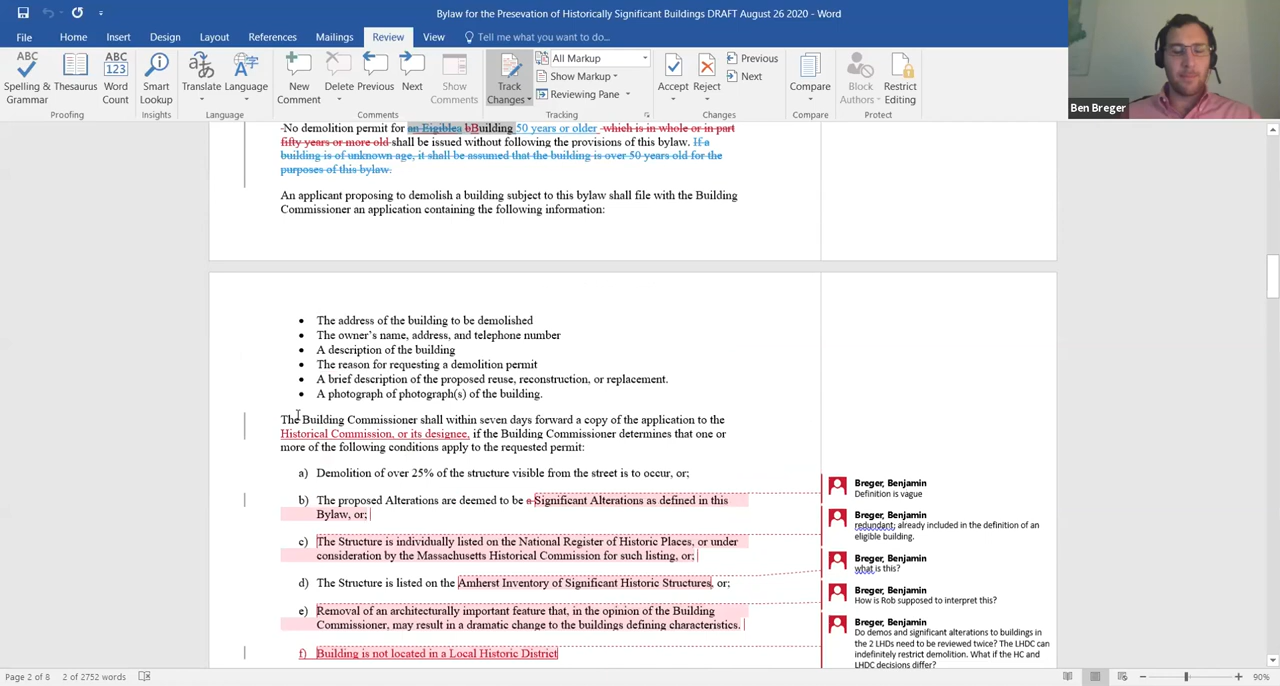 Bylaw for the Presevation of Historically Significant Buildings DRAFT August 26 2020 - Word
File Home Insert Design Layout References Mailings Review View Tell me what you want to do...
ABC
Spelling & Grammar
Thesaurus
ABC
123
Word Count
Proofing
Smart Lookup
Insights
Translate
Language
Language
New Comment
Delete
Previous
Next
Show Comments
Comments
Track Changes
All Markup
Show Markup
Reviewing Pane
Tracking
Accept
Reject
Previous
Next
Changes
Compare
Compare
Block Authors
Restrict Editing
Protect
Ben Breger
-No demolition permit for an Eigiblea bBuilding 50 years or older -which is in whole or in part
fifty years or more old shall be issued without following the provisions of this bylaw. If a
building is of unknown age, it shall be assumed that the building is over 50 years old for the
purposes of this bylaw.
An applicant proposing to demolish a building subject to this bylaw shall file with the Building
Commissioner an application containing the following information:
• The address of the building to be demolished
• The owner's name, address, and telephone number
• A description of the building
• The reason for requesting a demolition permit
• A brief description of the proposed reuse, reconstruction, or replacement.
• A photograph of photograph(s) of the building.
The Building Commissioner shall within seven days forward a copy of the application to the
Historical Commission, or its designee, if the Building Commissioner determines that one or
more of the following conditions apply to the requested permit:
a) Demolition of over 25% of the structure visible from the street is to occur, or;
b) The proposed Alterations are deemed to be a Significant Alterations as defined in this
Bylaw, or;
c) The Structure is individually listed on the National Register of Historic Places, or under
consideration by the Massachusetts Historical Commission for such listing, or;
d) The Structure is listed on the Amherst Inventory of Significant Historic Structures, or;
e) Removal of an architecturally important feature that, in the opinion of the Building
Commissioner, may result in a dramatic change to the buildings defining characteristics.
f) Building is not located in a Local Historic District
Breger, Benjamin
Definition is vague
Breger, Benjamin
redundant; already included in the definition of an
eligible building.
Breger, Benjamin
what is this?
Breger, Benjamin
How is Rob supposed to interpret this?
Breger, Benjamin
Do demos and significant alterations to buildings in
the 2 LHDs need to be reviewed twice? The LHDC can
indefinitely restrict demolition. What if the HC and
LHDC decisions differ?
Page 2 of 8 2 of 2752 words
90%